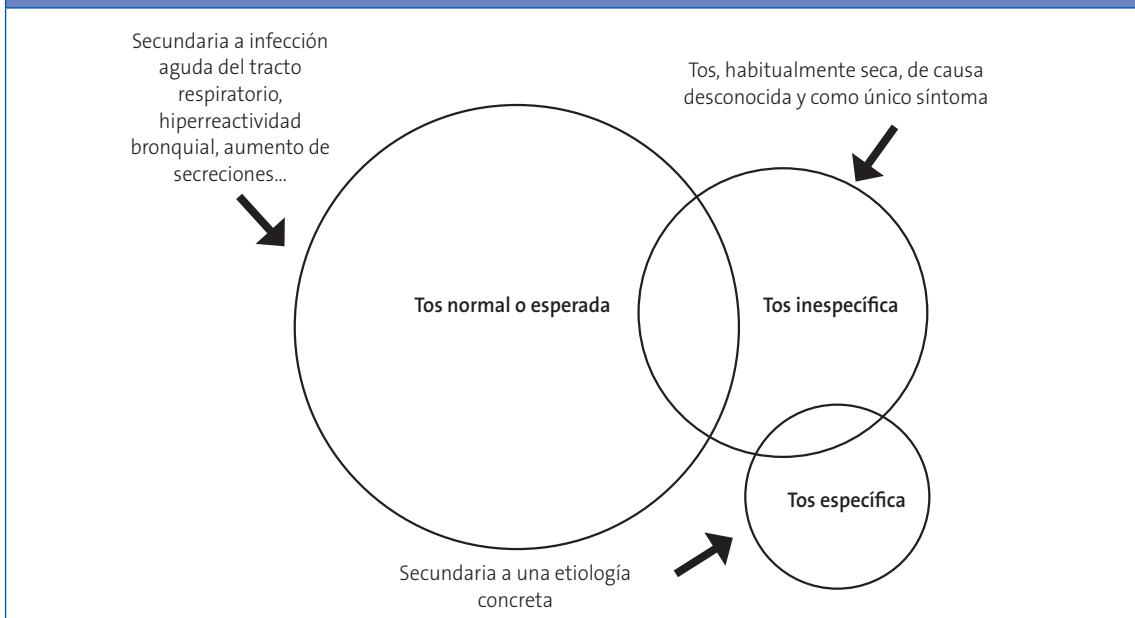 Secundaria a infección
aguda del tracto
respiratorio,
hiperreactividad
bronquial, aumento de
secreciones...
Tos, habitualmente seca, de causa
desconocida y como único síntoma
Tos normal o esperada
Tos inespecífica
Tos específica
Secundaria a una etiología
concreta